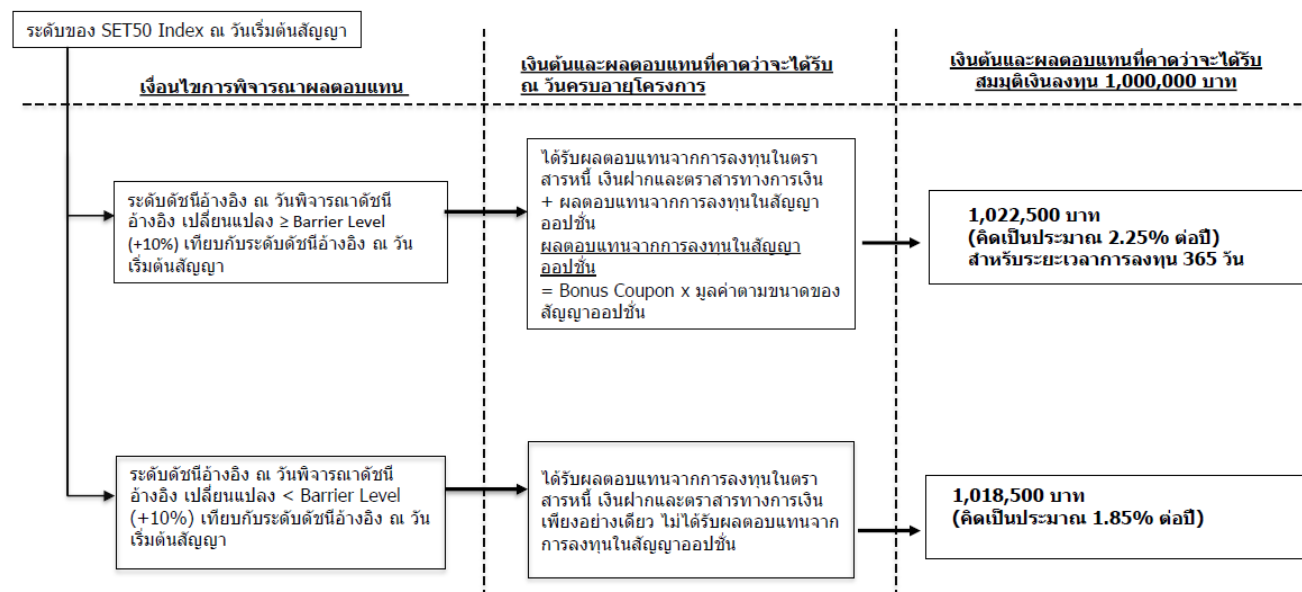 ระดับของ SET50 Index ณ วันเริ่มต้นสัญญา
เงื่อนไขการพิจารณาผลตอบแทน
เงินต้นและผลตอบแทนที่คาดว่าจะได้รับ
ณ วันครบอายุโครงการ
เงินต้นและผลตอบแทนที่คาดว่าจะได้รับ
สมมุติเงินลงทุน 1,000,000 บาท
ระดับดัชนีอ้างอิง ณ วันพิจารณาดัชนี
อ้างอิง เปลี่ยนแปลง ≥ Barrier Level
(+10%) เทียบกับระดับดัชนีอ้างอิง ณ วัน
เริ่มต้นสัญญา
ได้รับผลตอบแทนจากการลงทุนในตรา
สารหนี้ เงินฝากและตราสารทางการเงิน
+ ผลตอบแทนจากการลงทุนในสัญญา
ออปชั่น
ผลตอบแทนจากการลงทุนในสัญญา
ออปชั่น
= Bonus Coupon x มูลค่าตามขนาดของ
สัญญาออปชั่น
1,022,500 บาท
(คิดเป็นประมาณ 2.25% ต่อปี)
สำหรับระยะเวลาการลงทุน 365 วัน
ระดับดัชนีอ้างอิง ณ วันพิจารณาดัชนี
อ้างอิง เปลี่ยนแปลง < Barrier Level
(+10%) เทียบกับระดับดัชนีอ้างอิง ณ วัน
เริ่มต้นสัญญา
ได้รับผลตอบแทนจากการลงทุนในตรา
สารหนี้ เงินฝากและตราสารทางการเงิน
เพียงอย่างเดียว ไม่ได้รับผลตอบแทนจาก
การลงทุนในสัญญาออปชั่น
1,018,500 บาท
(คิดเป็นประมาณ 1.85% ต่อปี)